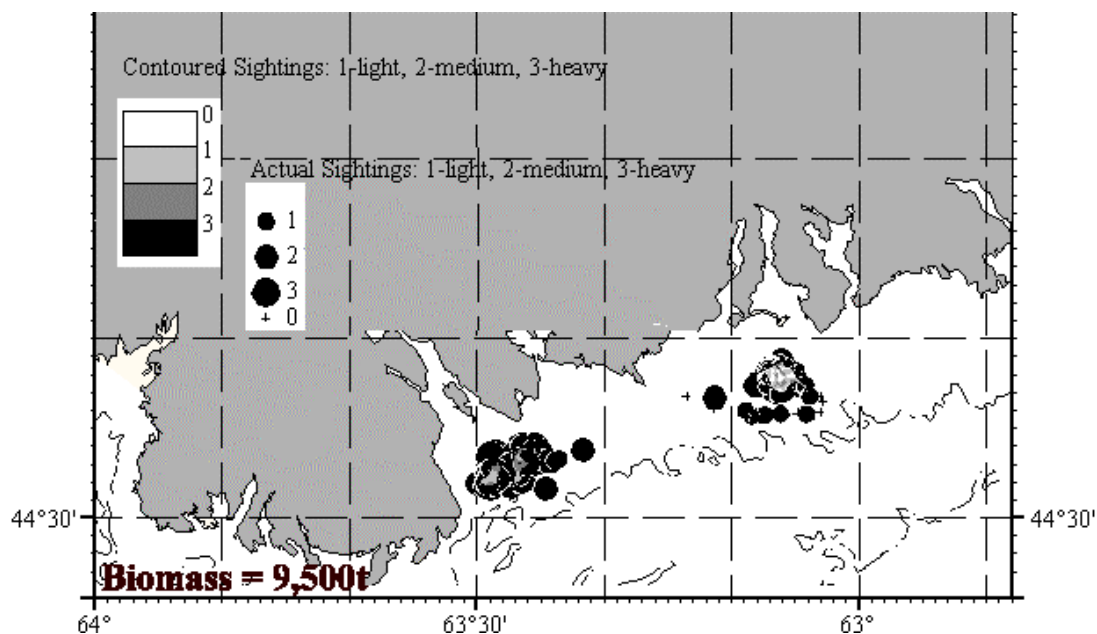 Contoured Sightings: 1-light, 2-medium, 3-heavy
0
1
2
3
Actual Sightings: 1-light, 2-medium, 3-heavy
1
2
3
0
44°30' 44°30'
Biomass = 9,500t
64° 63°30' 63°